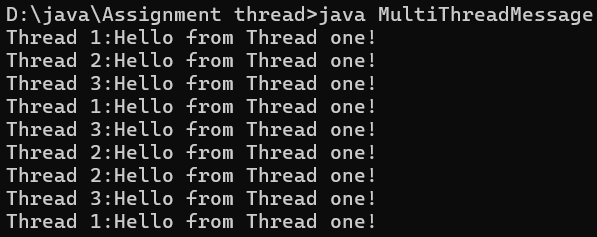 D:\java\Assignment thread>java MultiThreadMessage
Thread 1:Hello from Thread one!
Thread 2:Hello from Thread one!
Thread 3:Hello from Thread one!
Thread 1:Hello from Thread one!
Thread 3:Hello from Thread one!
Thread 2:Hello from Thread one!
Thread 2:Hello from Thread one!
Thread 3:Hello from Thread one!
Thread 1:Hello from Thread one!